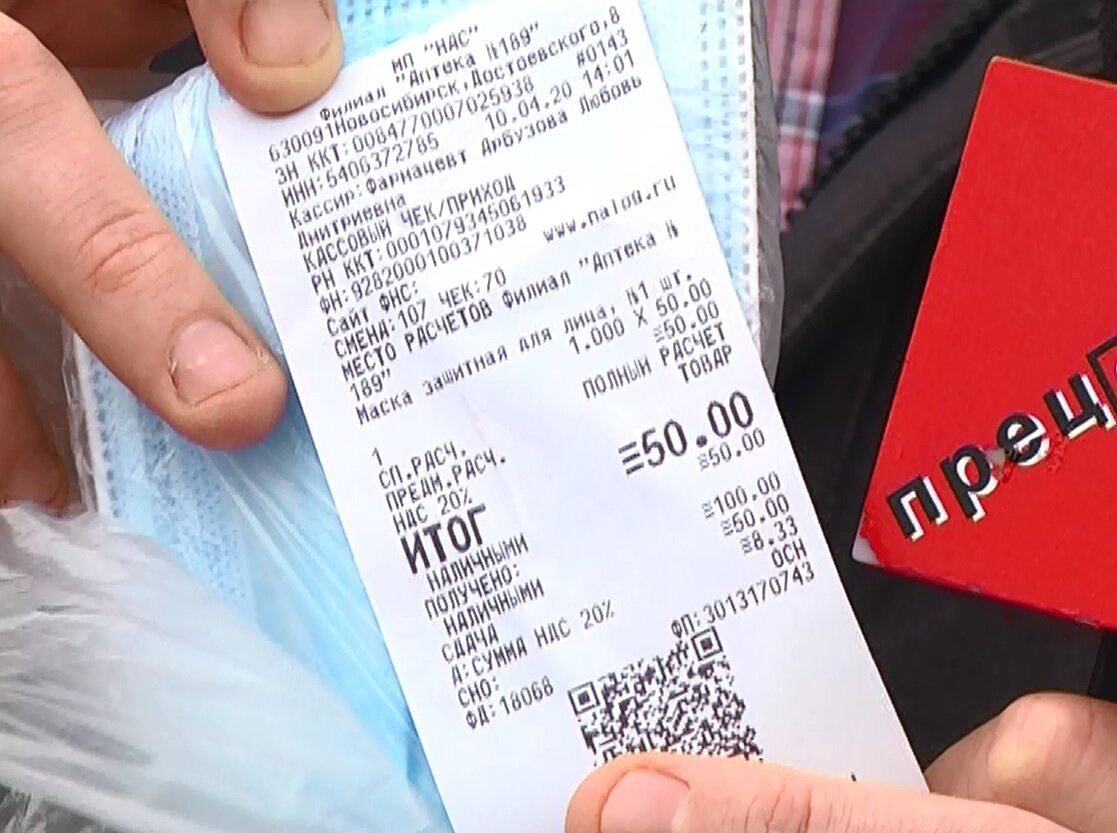 МП "НАС"
Филиал "Аптека №189"
630091Новосибирск,Достоевского,8
ЗН ККТ:0084770007025938 #0143
ИНН:5406372785 10.04.20 14:01
Кассир:Фармацевт Арбузова Любовь
Дмитриевна
КАССОВЫЙ ЧЕК/ПРИХОД
РН ККТ:0001079345061933
ФН:9282000100371038
Сайт ФНС: www.nalog.ru
СМЕНА:107 ЧЕК:70
МЕСТО РАСЧЕТОВ Филиал "Аптека №
189"
Маска защитная для лица, №1 шт.
1.000 X 50.00
1 ≡50.00
СП.РАСЧ. ПОЛНЫЙ РАСЧЕТ
ПРЕДМ.РАСЧ. ТОВАР
НДС 20%
ИТОГ ≡50.00
НАЛИЧНЫМИ ≡50.00
ПОЛУЧЕНО:
НАЛИЧНЫМИ ≡100.00
СДАЧА ≡50.00
А:СУММА НДС 20% ≡8.33
СНО: ОСН
ФД:18068 ФП:3013170743
прец